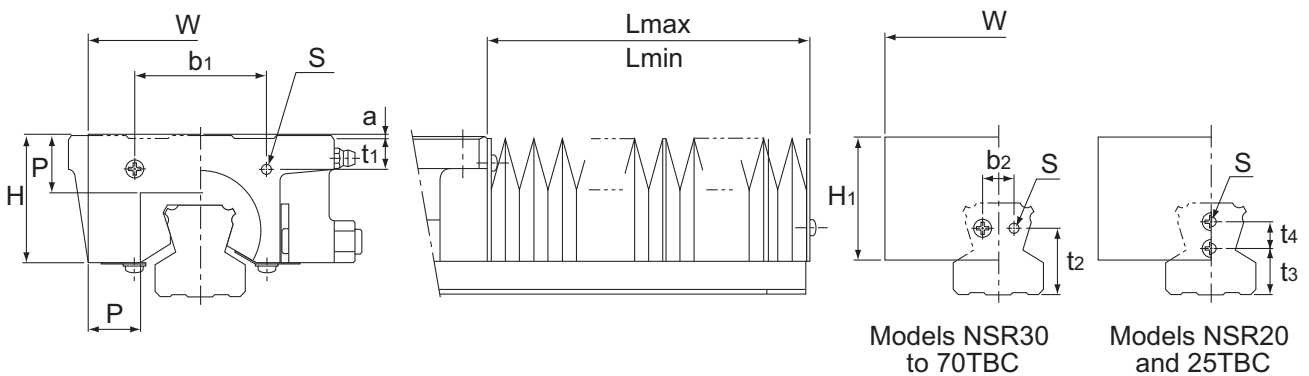 W
b1
S
a
t1
P
H
P
Lmax
Lmin
W
b2
S
H1
t2
S
t4
t3
Models NSR30
to 70TBC
Models NSR20
and 25TBC